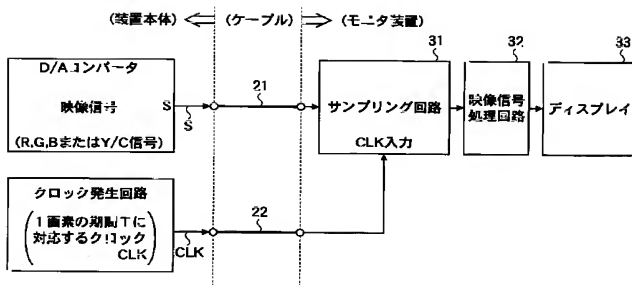 (装置本体) (ケーブル) (モニタ装置)
D/Aコンバータ
映像信号 S
(R,G,BまたはY/C信号)
S
21
31
サンプリング回路
CLK入力
32
映像信号
処理回路
33
ディスプレイ
クロック発生回路
(1画素の期間Tに
対応するクロック
CLK)
CLK
22